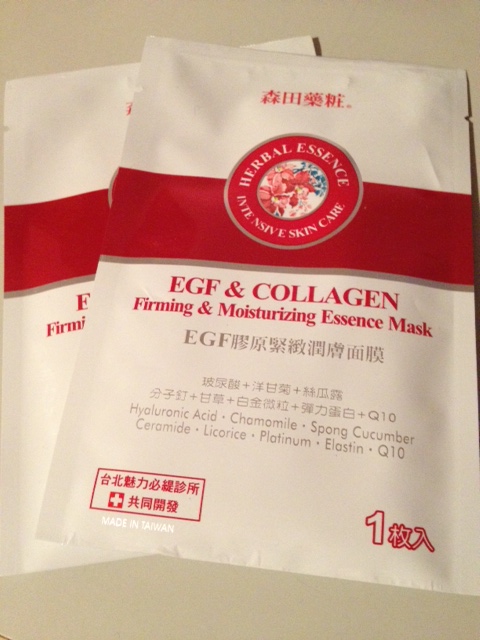 森田藥粧®
HERBAL ESSENCE
INTENSIVE SKIN CARE
EGF & COLLAGEN
Firming & Moisturizing Essence Mask
EGF膠原緊緻潤膚面膜
玻尿酸+洋甘菊+絲瓜露
分子釘+甘草+白金微粒+彈力蛋白+Q10
Hyaluronic Acid · Chamomile · Spong Cucumber
Ceramide · Licorice · Platinum · Elastin · Q10
台北魅力必緹診所
共同開發
MADE IN TAIWAN
1枚入
E
Firmi